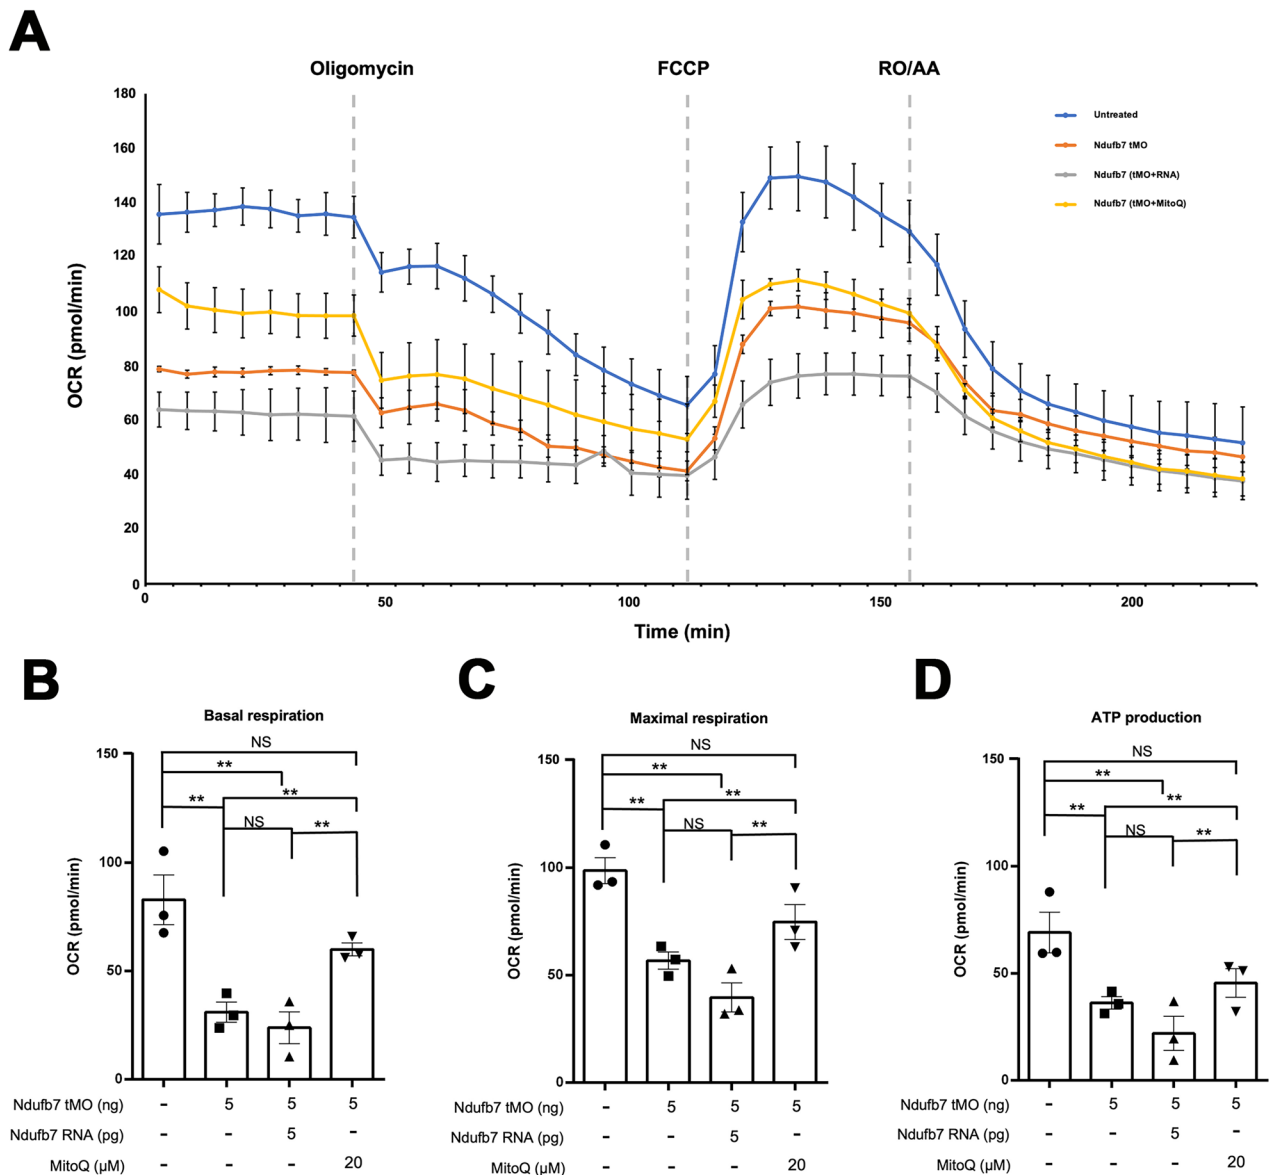 A
Oligomycin FCCP RO/AA
180
160
140
120
100
80
60
40
20
0
OCR (pmol/min)
0 50 100 150 200
Time (min)
Untreated
Ndufb7 tMO
Ndufb7 (tMO+RNA)
Ndufb7 (tMO+MitoQ)
B
Basal respiration
150
100
50
0
OCR (pmol/min)
NS
**
** **
NS **
Ndufb7 tMO (ng) - 5 5 5
Ndufb7 RNA (pg) - - 5 -
MitoQ (µM) - - - 20
C
Maximal respiration
150
100
50
0
OCR (pmol/min)
NS
**
** **
NS **
Ndufb7 tMO (ng) - 5 5 5
Ndufb7 RNA (pg) - - 5 -
MitoQ (µM) - - - 20
D
ATP production
150
100
50
0
OCR (pmol/min)
NS
**
** **
NS **
Ndufb7 tMO (ng) - 5 5 5
Ndufb7 RNA (pg) - - 5 -
MitoQ (µM) - - - 20